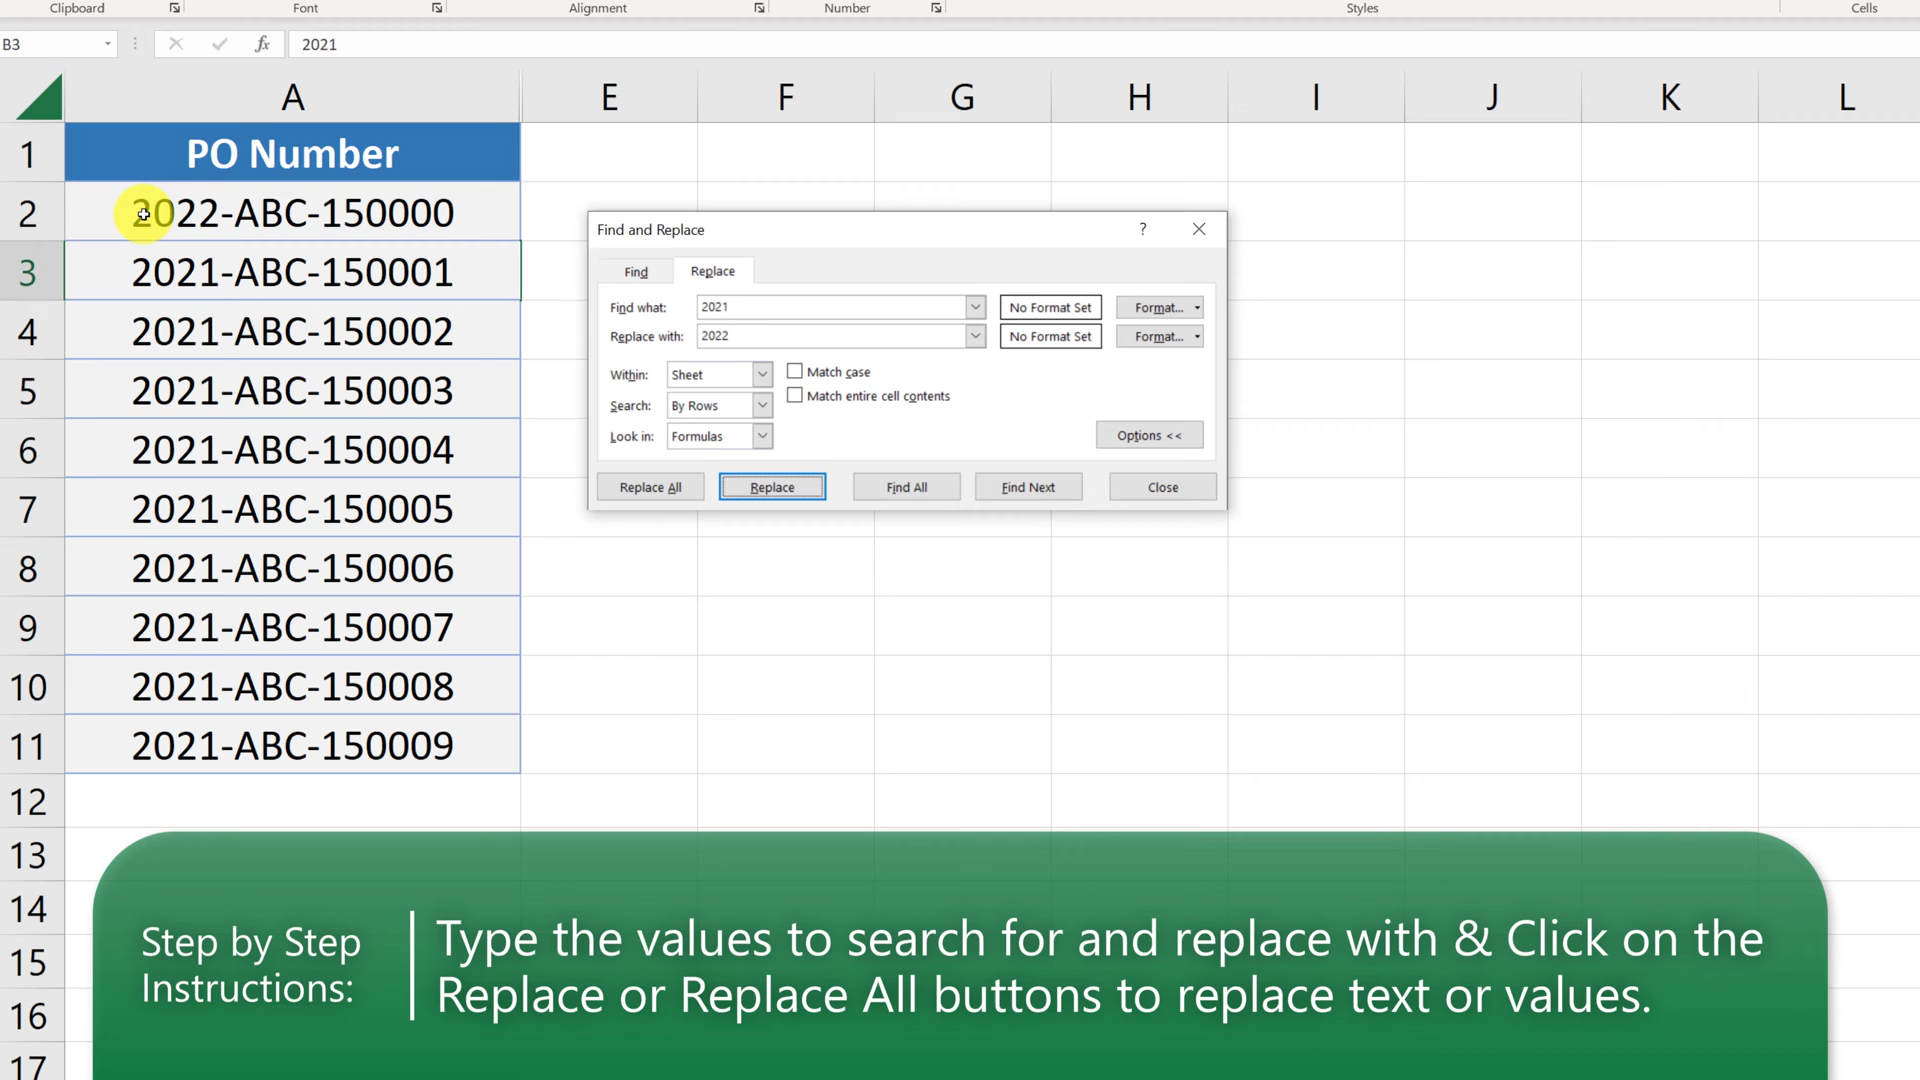 Clipboard Font Alignment Number Styles Cells
B3 fx 2021
A E F G H I J K L
1 PO Number
2 2022-ABC-150000
3 2021-ABC-150001
4 2021-ABC-150002
5 2021-ABC-150003
6 2021-ABC-150004
7 2021-ABC-150005
8 2021-ABC-150006
9 2021-ABC-150007
10 2021-ABC-150008
11 2021-ABC-150009
12
13
14
15
16
17
Find and Replace ?
Find Replace
Find what: 2021 No Format Set Format...
Replace with: 2022 No Format Set Format...
Within: Sheet Match case
Search: By Rows Match entire cell contents
Look in: Formulas Options <<
Replace All Replace Find All Find Next Close
Step by Step
Instructions:
Type the values to search for and replace with & Click on the
Replace or Replace All buttons to replace text or values.